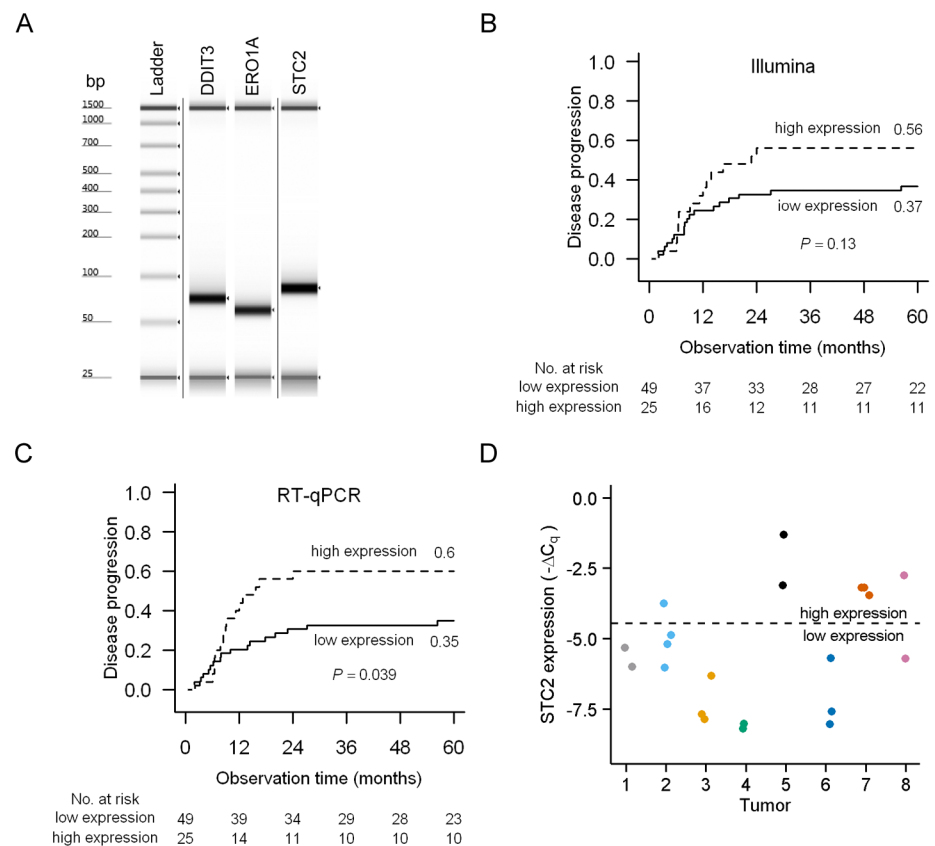 A
bp
Ladder
DDIT3
ERO1A
STC2
1500
1000
700
500
400
300
200
100
50
25
B
Illumina
Disease progression
1.0
0.8
0.6
0.4
0.2
0.0
high expression 0.56
low expression 0.37
P = 0.13
0 12 24 36 48 60
Observation time (months)
No. at risk
low expression 49 37 33 28 27 22
high expression 25 16 12 11 11 11
C
RT-qPCR
Disease progression
1.0
0.8
0.6
0.4
0.2
0.0
high expression 0.6
low expression 0.35
P = 0.039
0 12 24 36 48 60
Observation time (months)
No. at risk
low expression 49 39 34 29 28 23
high expression 25 14 11 10 10 10
D
STC2 expression (-ΔCq)
0.0
-2.5
-5.0
-7.5
high expression
low expression
1 2 3 4 5 6 7 8
Tumor